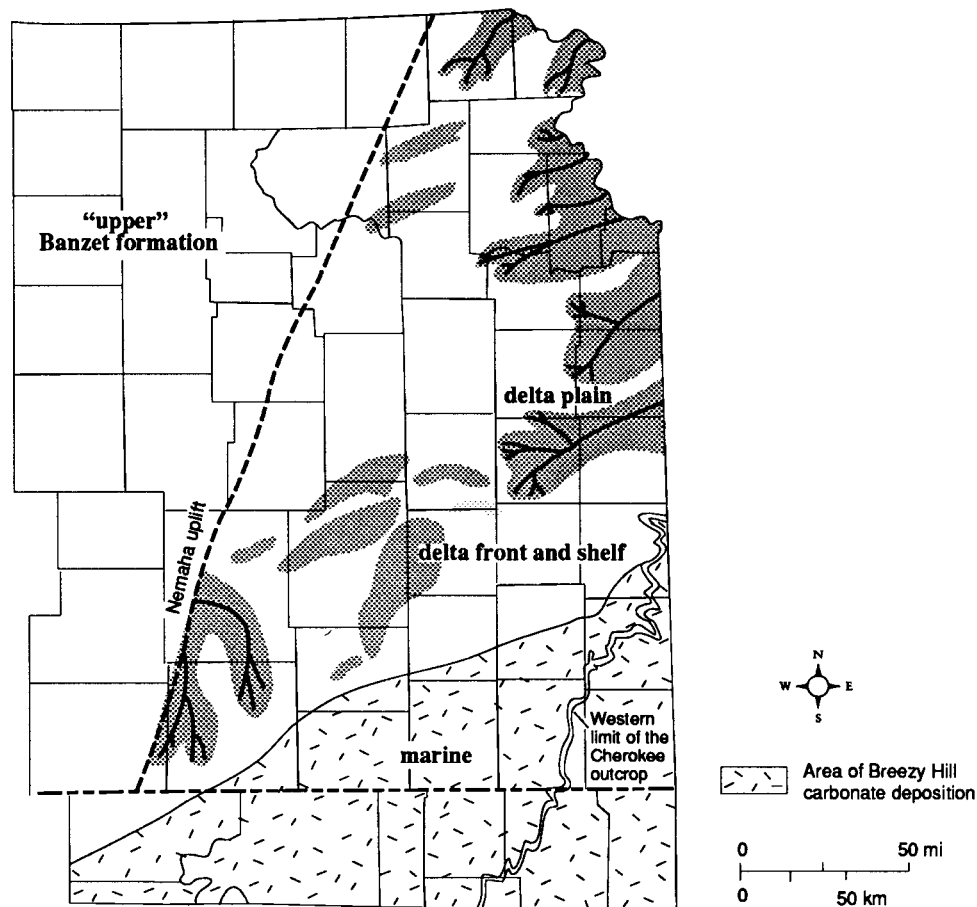 “upper”
Banzet formation
delta plain
Nemaha uplift
delta front and shelf
marine
Western
limit of the
Cherokee
outcrop
N
W E
S
Area of Breezy Hill
carbonate deposition
0 50 mi
0 50 km